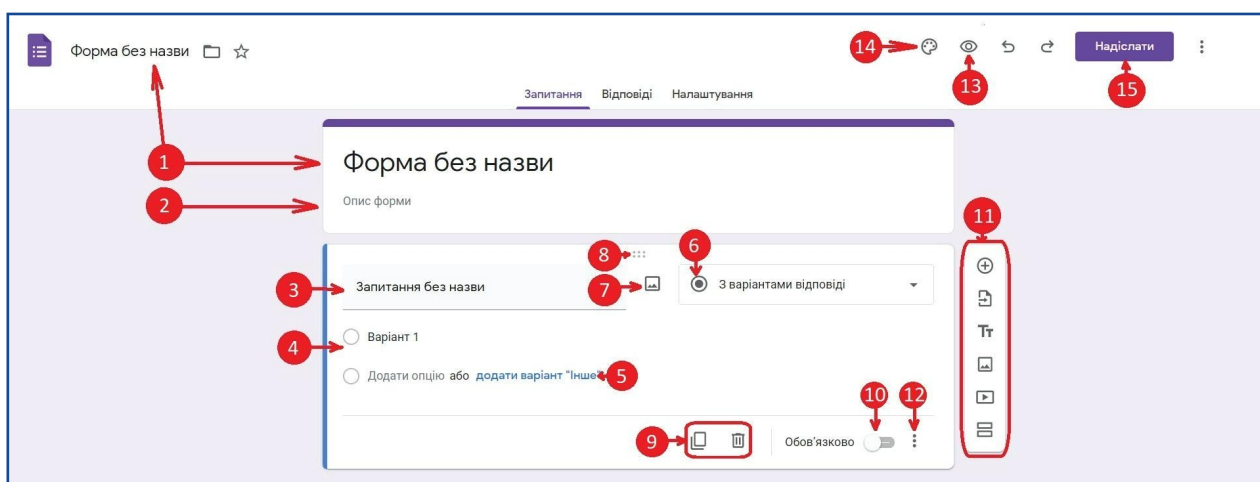 Форма без назви
14
13
Надіслати
15
Запитання Відповіді Налаштування
1
Форма без назви
2
Опис форми
11
8
6
3
Запитання без назви
7
З варіантами відповіді
4
Варіант 1
Додати опцію або додати варіант "Інше"
5
10
12
9
Обов'язково
Тт